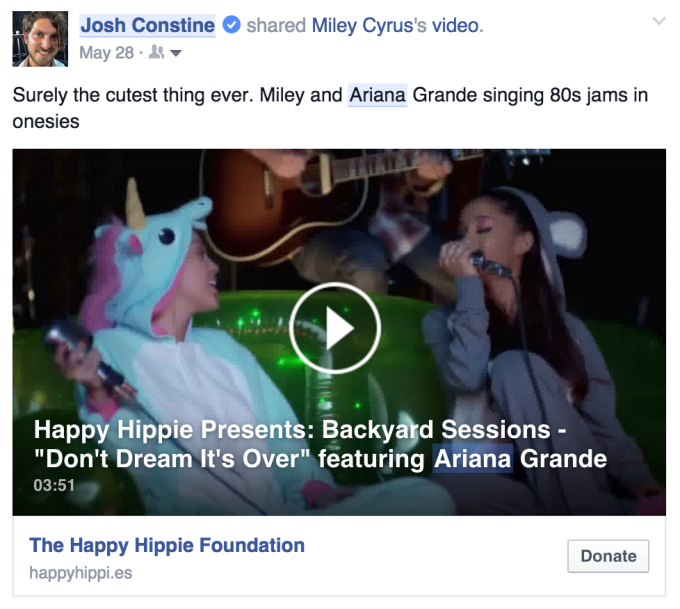 Josh Constine shared Miley Cyrus's video.
May 28 ·
Surely the cutest thing ever. Miley and Ariana Grande singing 80s jams in
onesies
Happy Hippie Presents: Backyard Sessions -
"Don't Dream It's Over" featuring Ariana Grande
03:51
The Happy Hippie Foundation
Donate
happyhippi.es